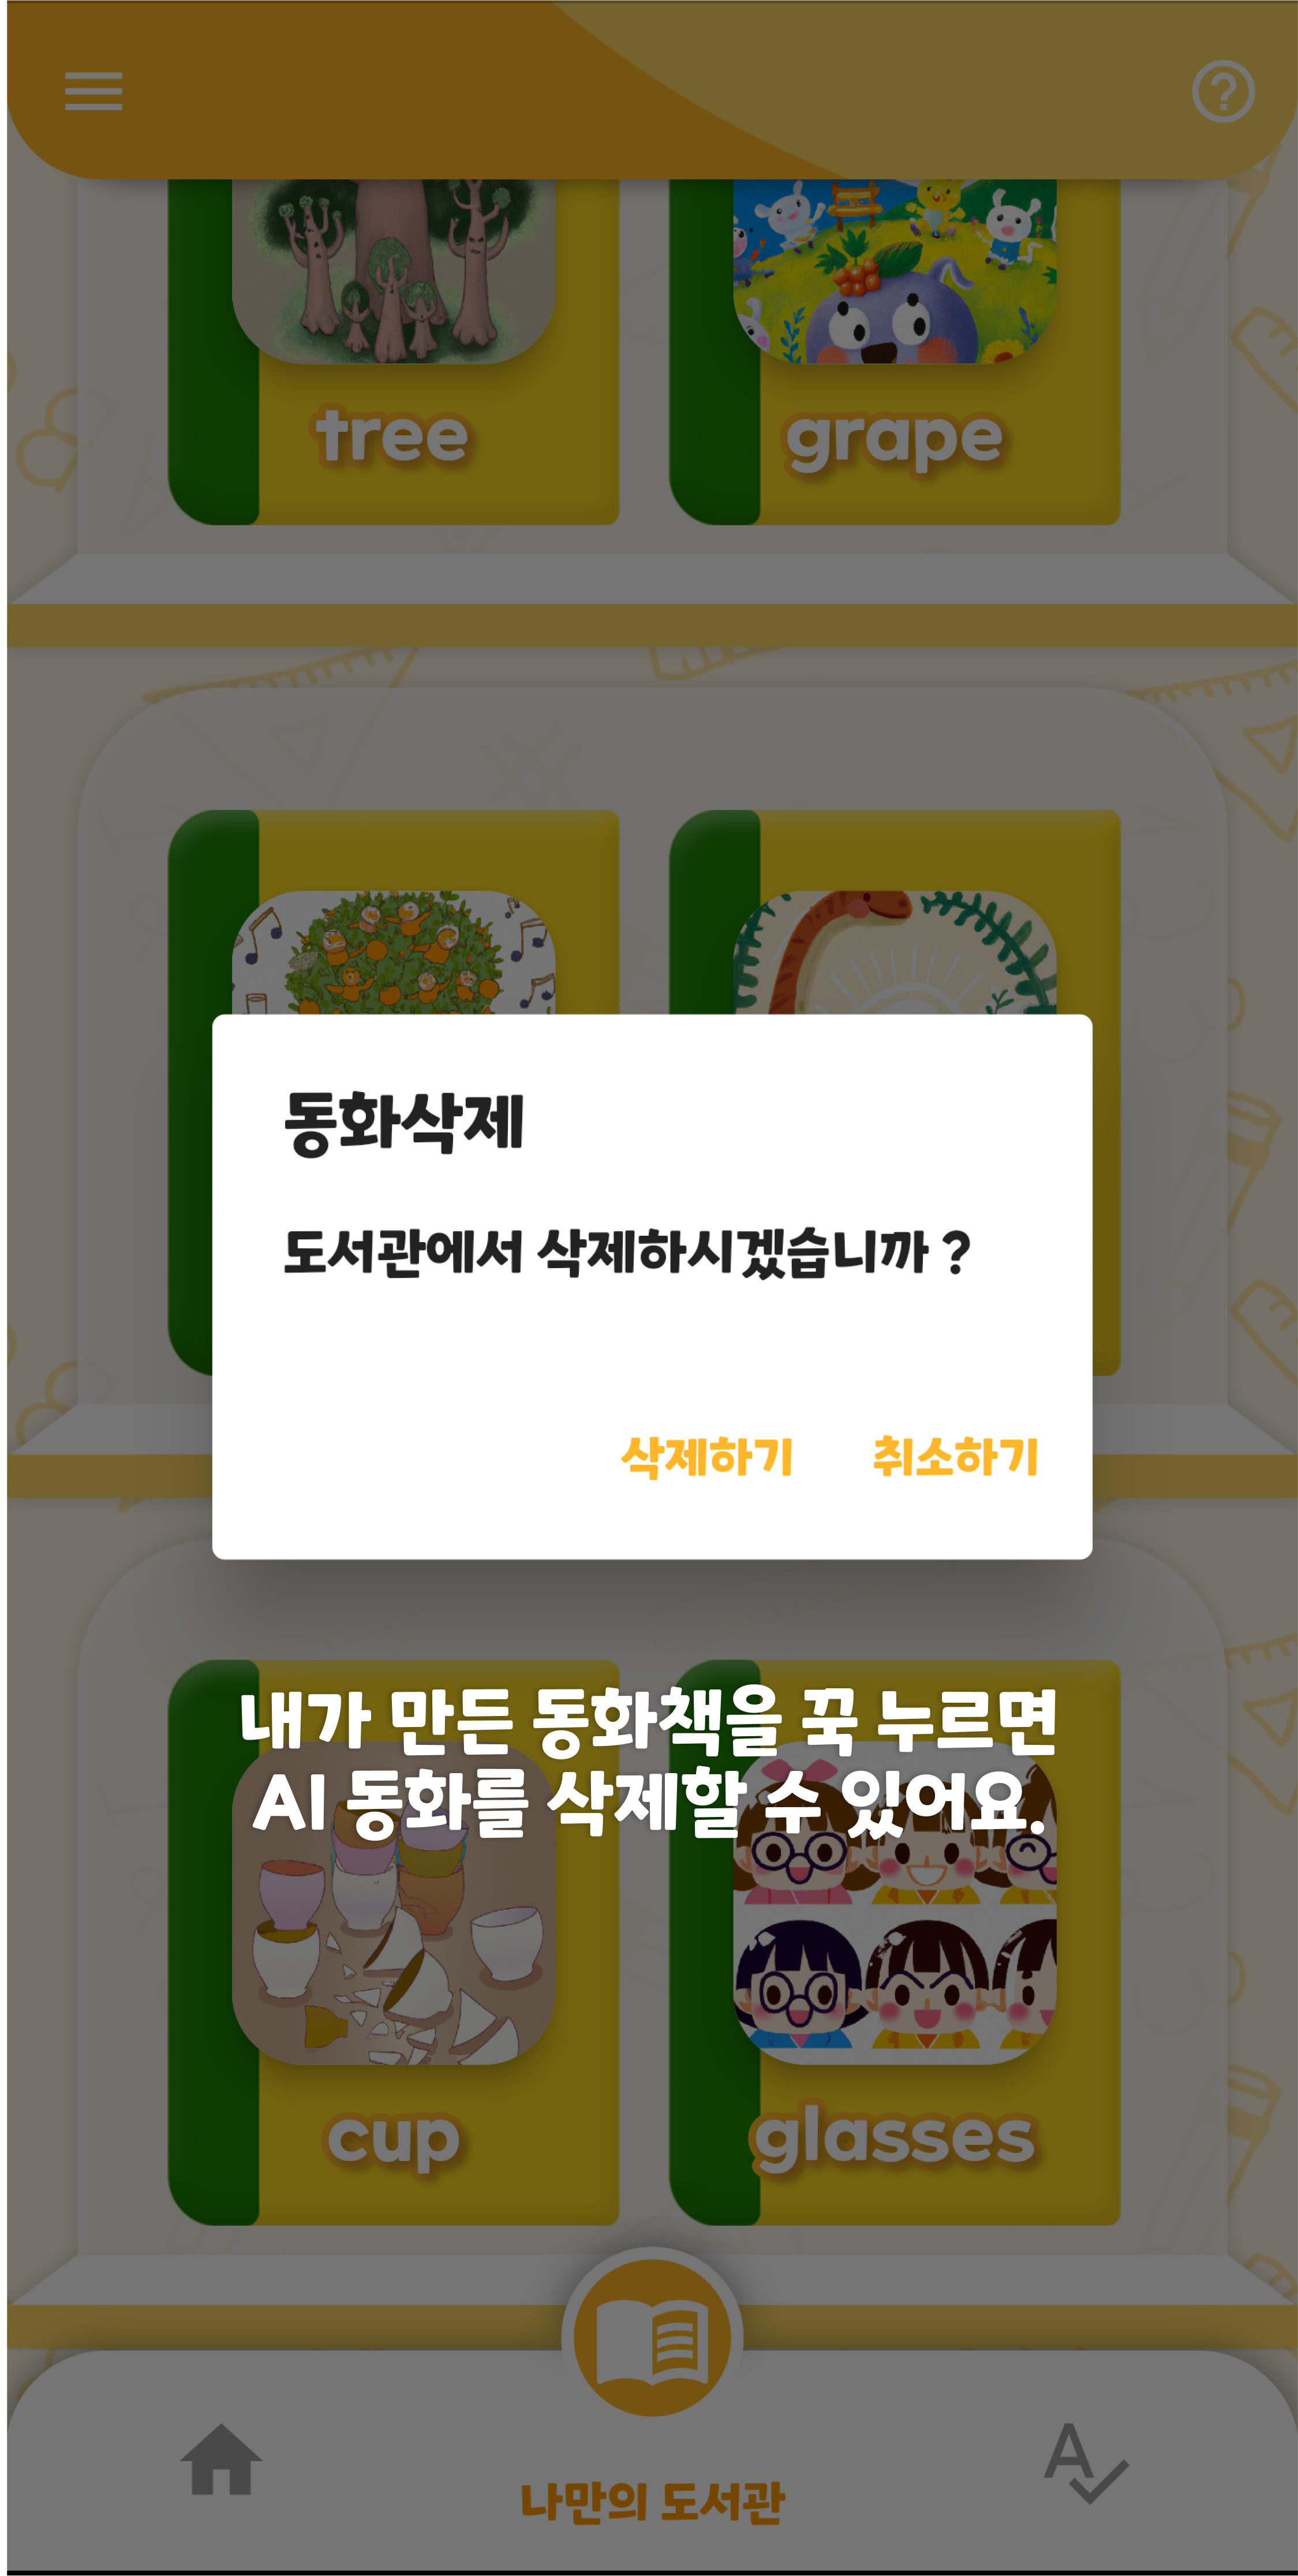 tree
grape
동화삭제
도서관에서 삭제하시겠습니까 ?
삭제하기
취소하기
내가 만든 동화책을 꾹 누르면
AI 동화를 삭제할 수 있어요.
cup
glasses
나만의 도서관